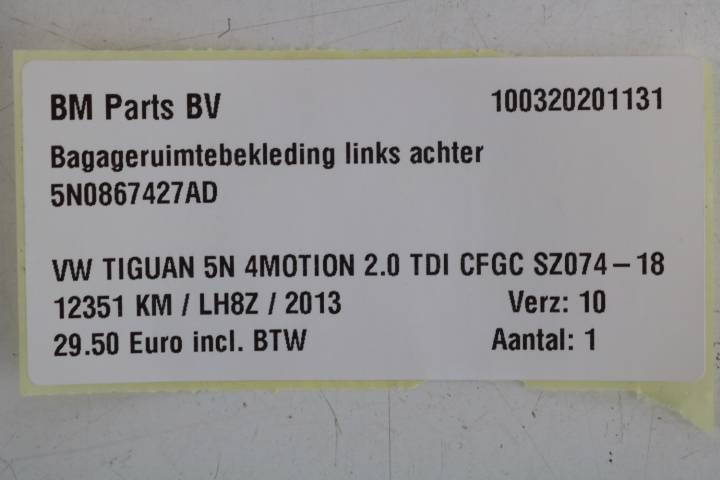 BM Parts BV 100320201131
Bagageruimtebekleding links achter
5N0867427AD
VW TIGUAN 5N 4MOTION 2.0 TDI CFGC SZ074-18
12351 KM / LH8Z / 2013 Verz: 10
29.50 Euro incl. BTW Aantal: 1